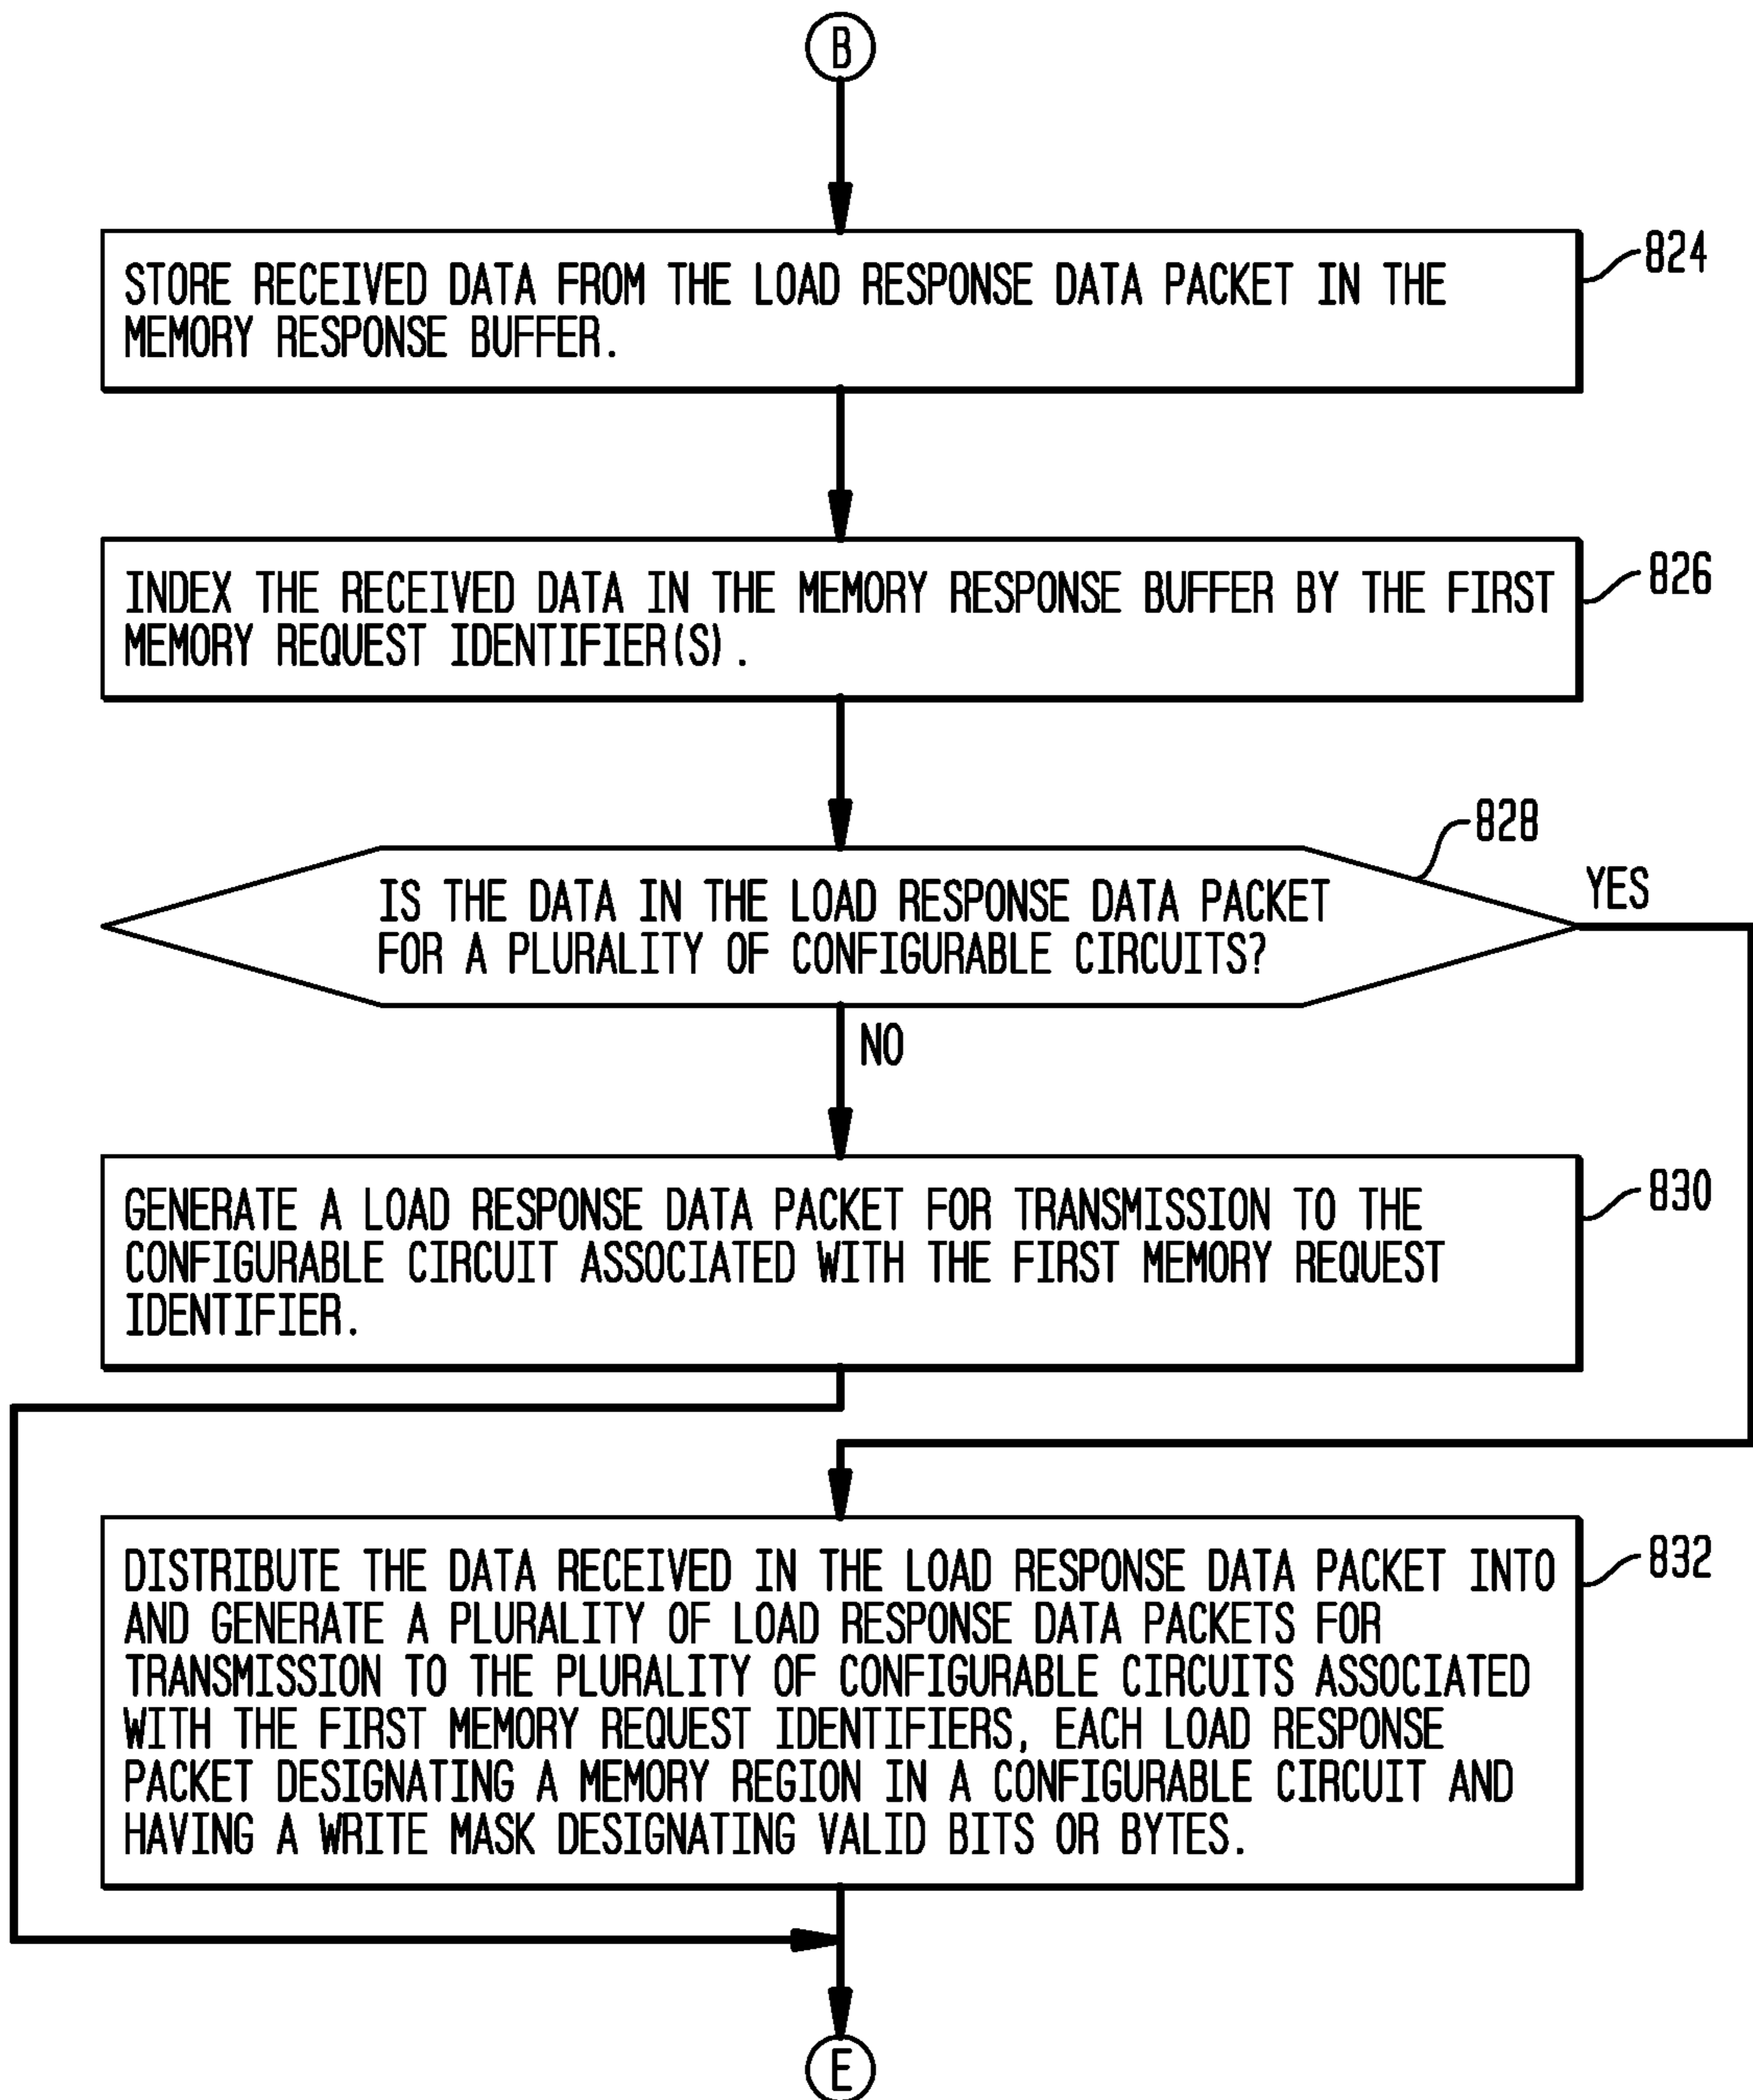 B
824
STORE RECEIVED DATA FROM THE LOAD RESPONSE DATA PACKET IN THE
MEMORY RESPONSE BUFFER.
826
INDEX THE RECEIVED DATA IN THE MEMORY RESPONSE BUFFER BY THE FIRST
MEMORY REQUEST IDENTIFIER(S).
828
YES
IS THE DATA IN THE LOAD RESPONSE DATA PACKET
FOR A PLURALITY OF CONFIGURABLE CIRCUITS?
NO
830
GENERATE A LOAD RESPONSE DATA PACKET FOR TRANSMISSION TO THE
CONFIGURABLE CIRCUIT ASSOCIATED WITH THE FIRST MEMORY REQUEST
IDENTIFIER.
832
DISTRIBUTE THE DATA RECEIVED IN THE LOAD RESPONSE DATA PACKET INTO
AND GENERATE A PLURALITY OF LOAD RESPONSE DATA PACKETS FOR
TRANSMISSION TO THE PLURALITY OF CONFIGURABLE CIRCUITS ASSOCIATED
WITH THE FIRST MEMORY REQUEST IDENTIFIERS, EACH LOAD RESPONSE
PACKET DESIGNATING A MEMORY REGION IN A CONFIGURABLE CIRCUIT AND
HAVING A WRITE MASK DESIGNATING VALID BITS OR BYTES.
E